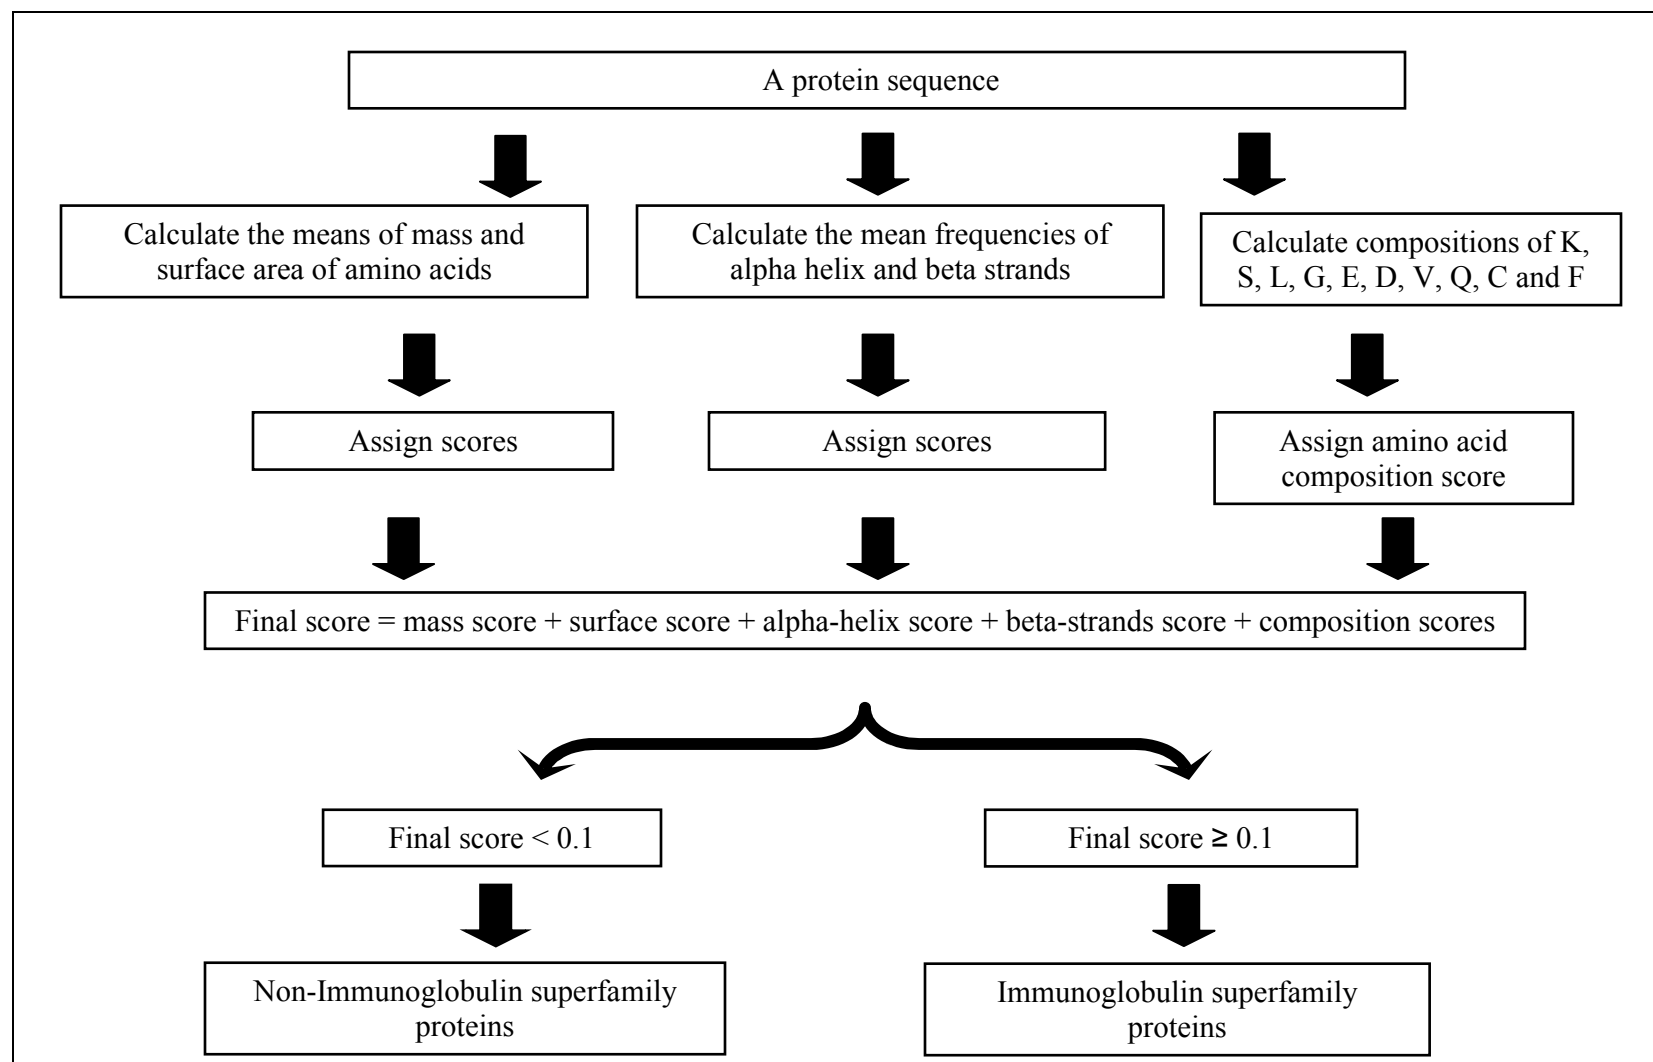 A protein sequence
Calculate the means of mass and
surface area of amino acids
Calculate the mean frequencies of
alpha helix and beta strands
Calculate compositions of K,
S, L, G, E, D, V, Q, C and F
Assign scores
Assign scores
Assign amino acid
composition score
Final score = mass score + surface score + alpha-helix score + beta-strands score + composition scores
Final score < 0.1
Final score ≥ 0.1
Non-Immunoglobulin superfamily
proteins
Immunoglobulin superfamily
proteins